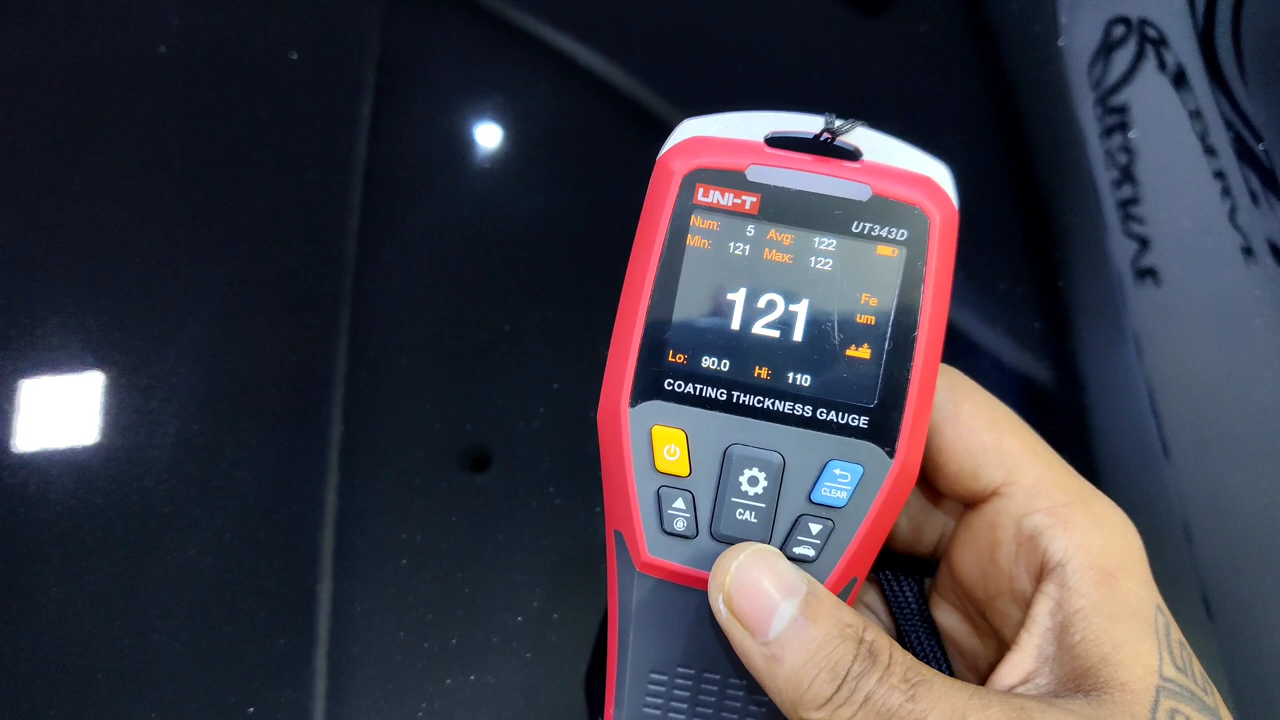 UNI-T
UT343D
Num: 5 Avg: 122
Min: 121 Max: 122
121
Fe
um
Lo: 90.0 Hi: 110
COATING THICKNESS GAUGE
CAL
CLEAR